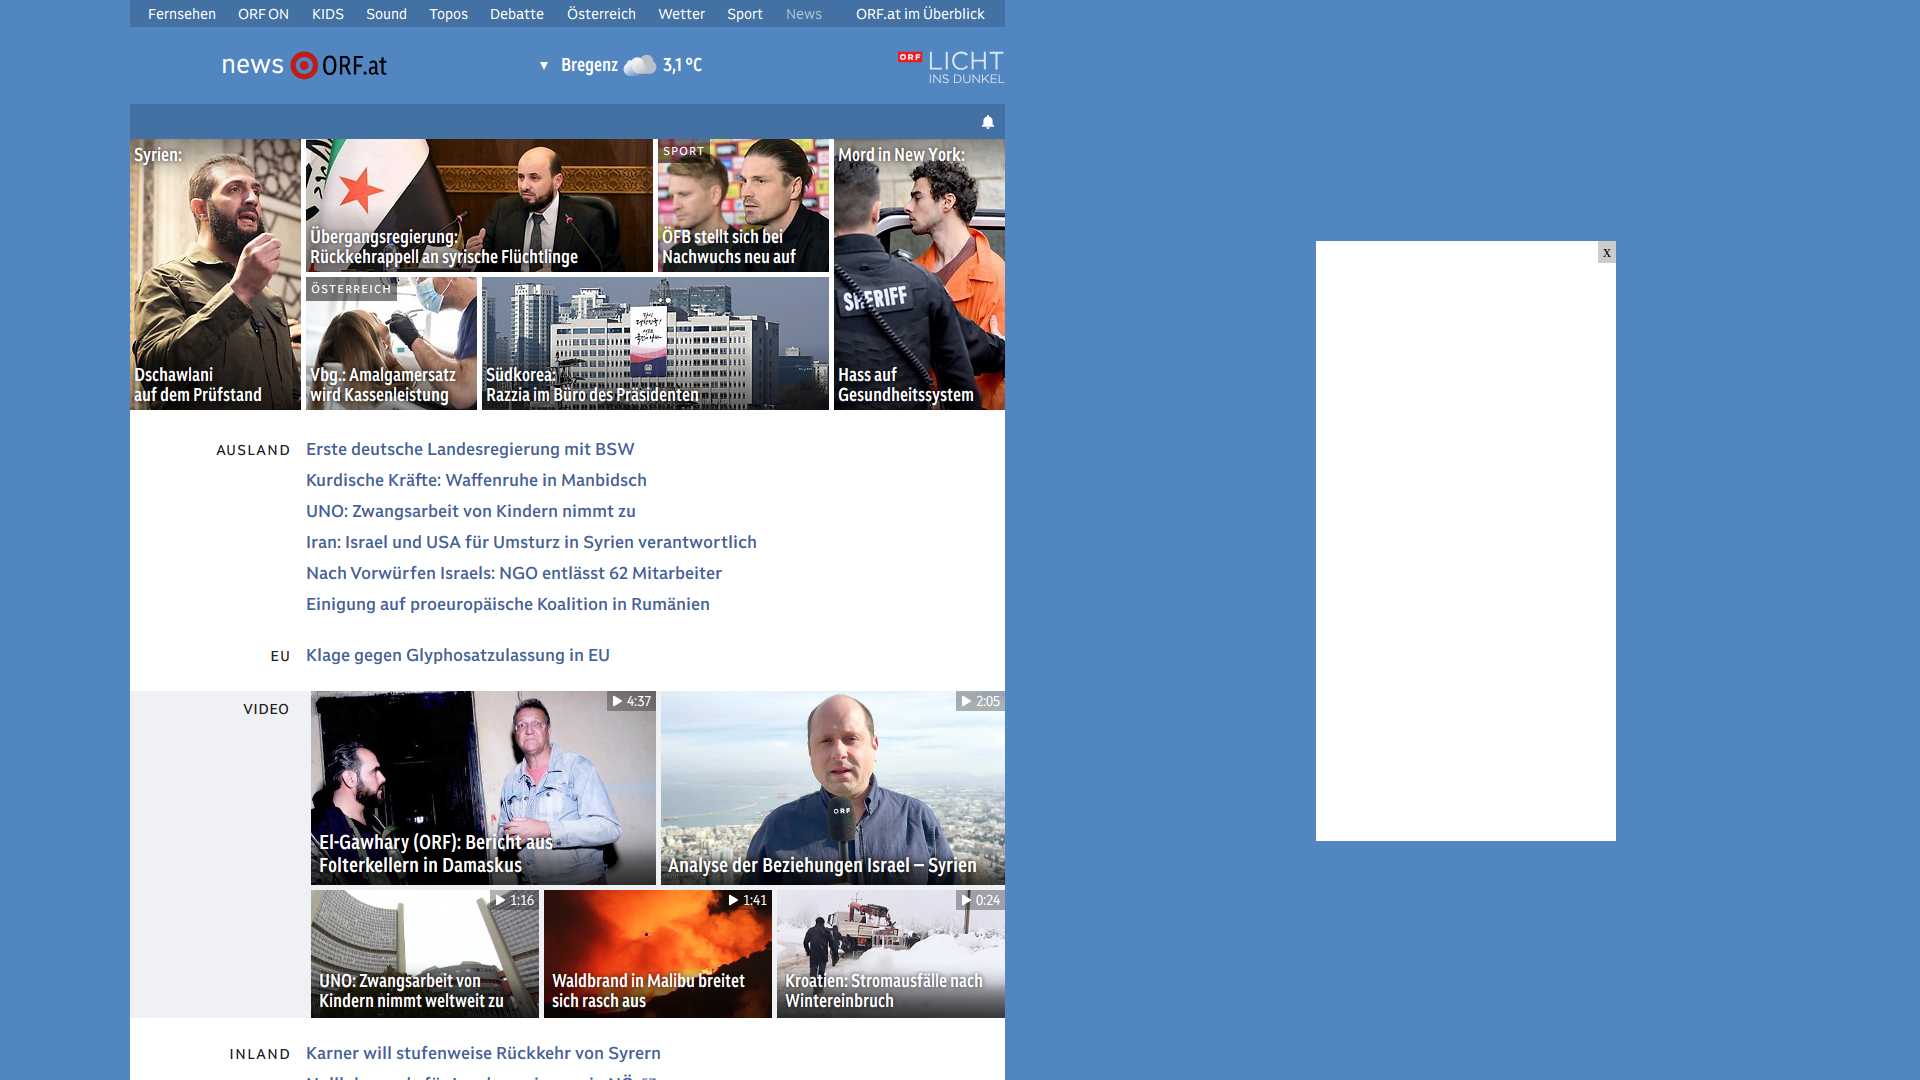 Fernsehen ORF ON KIDS Sound Topos Debatte Österreich Wetter Sport News ORF.at im Überblick
news ORF.at
▼ Bregenz 3,1 °C
ORF LICHT
INS DUNKEL
Syrien:
Dschawlani
auf dem Prüfstand
Übergangsregierung:
Rückkehrappell an syrische Flüchtlinge
SPORT
ÖFB stellt sich bei
Nachwuchs neu auf
Mord in New York:
SHERIFF
Hass auf
Gesundheitssystem
ÖSTERREICH
Vbg.: Amalgamersatz
wird Kassenleistung
Südkorea:
Razzia im Büro des Präsidenten
x
AUSLAND
Erste deutsche Landesregierung mit BSW
Kurdische Kräfte: Waffenruhe in Manbidsch
UNO: Zwangsarbeit von Kindern nimmt zu
Iran: Israel und USA für Umsturz in Syrien verantwortlich
Nach Vorwürfen Israels: NGO entlässt 62 Mitarbeiter
Einigung auf proeuropäische Koalition in Rumänien
EU
Klage gegen Glyphosatzulassung in EU
VIDEO
4:37
El-Gawhary (ORF): Bericht aus
Folterkellern in Damaskus
2:05
ORF
Analyse der Beziehungen Israel – Syrien
1:16
UNO: Zwangsarbeit von
Kindern nimmt weltweit zu
1:41
Waldbrand in Malibu breitet
sich rasch aus
0:24
Kroatien: Stromausfälle nach
Wintereinbruch
INLAND
Karner will stufenweise Rückkehr von Syrern